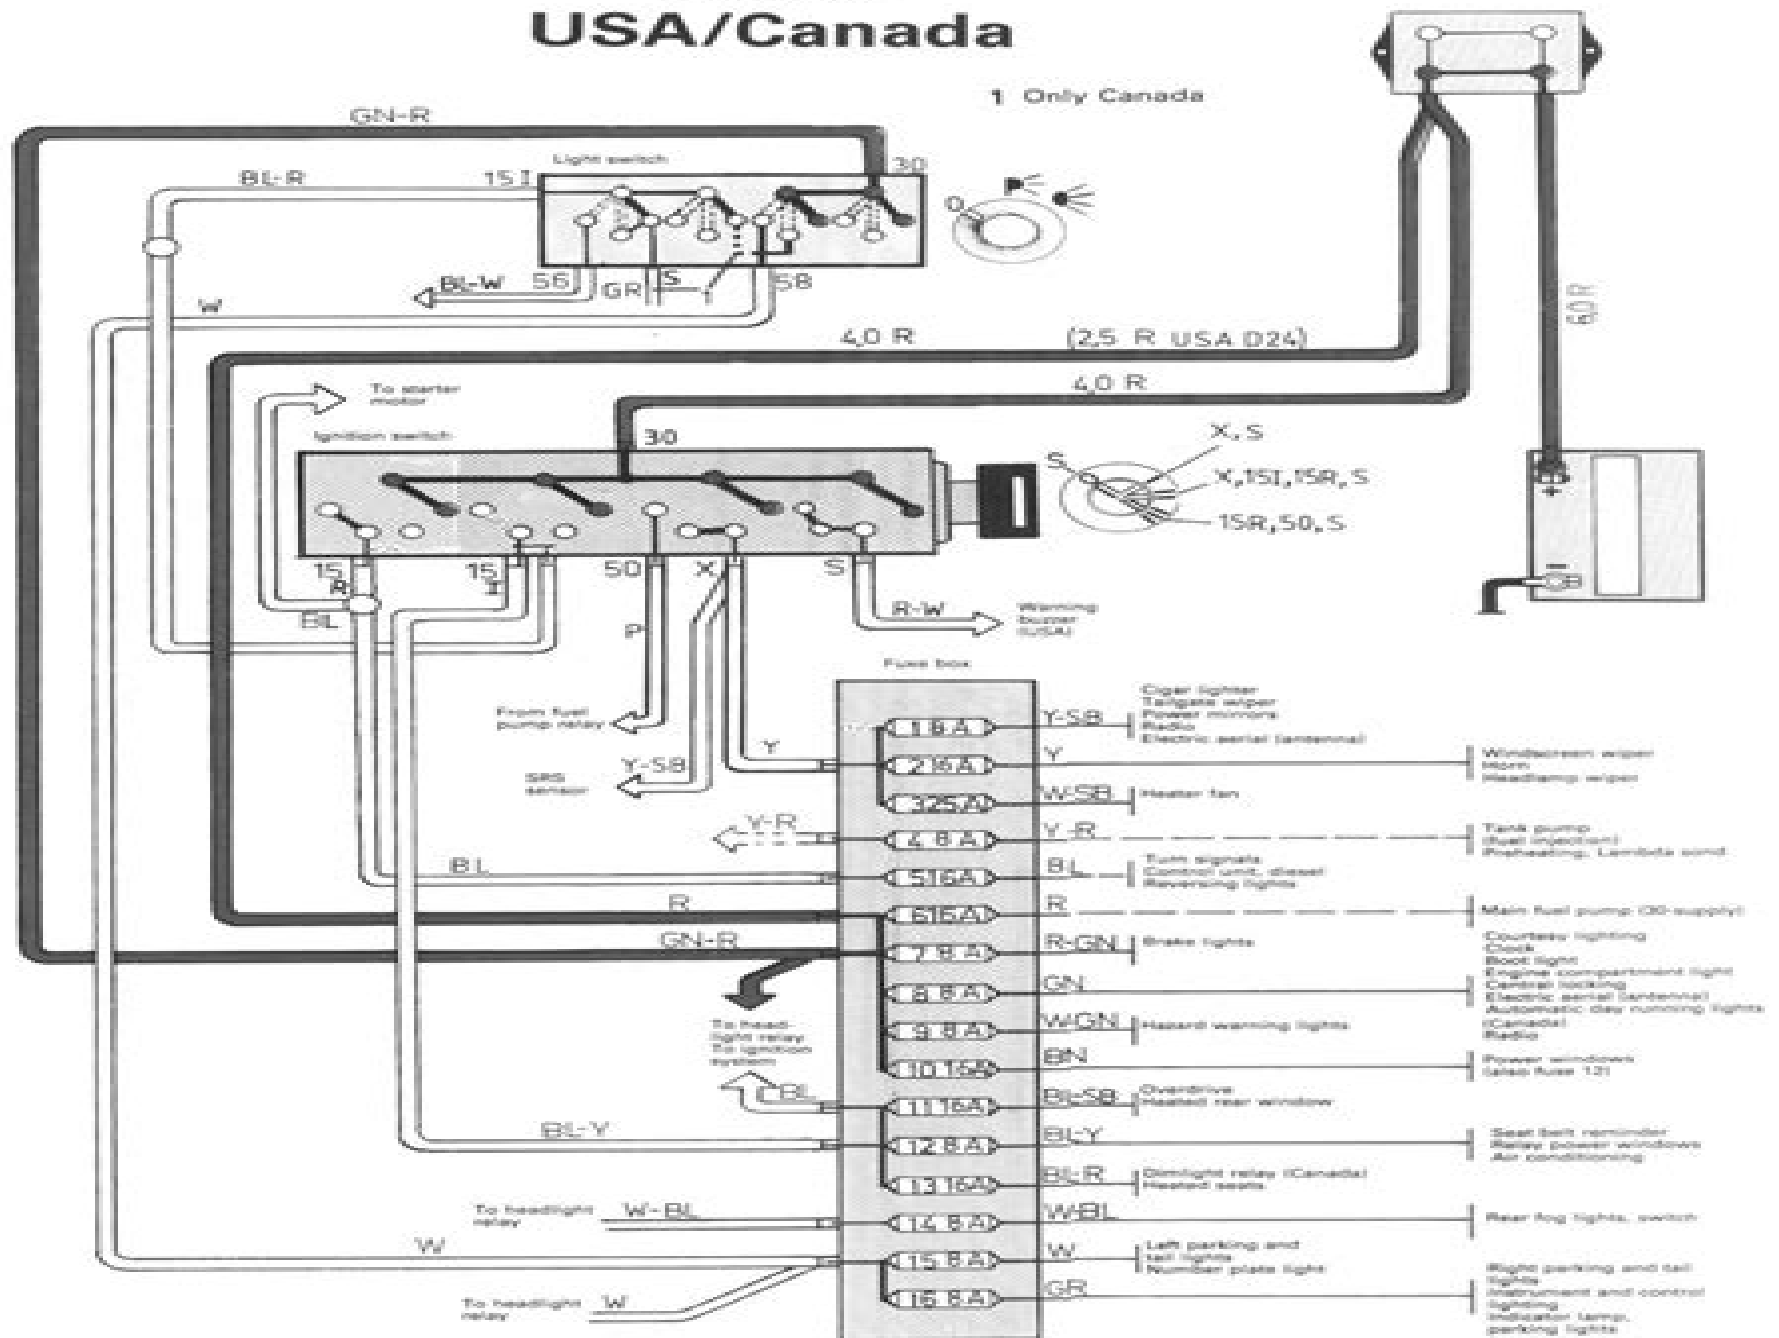 USA/Canada
1 Only Canada
GN-R
Light switch
30
BL-R
15 I
O
BL-W
56
GR
S
58
W
4,0 R
(2,5 R USA D24)
6,0 R
To starter
motor
4,0 R
Ignition switch
30
X, S
S
X, 15I, 15R, S
15R, 50, S
+
−
15
R
15
I
50
X
S
BL
P
R-W
Warning
buzzer
(USA)
Fuse box
From fuel
pump relay
Y
Y-SB
SRS
sensor
1 8 A
Y-SB
Cigar lighter
Tailgate wiper
Power mirrors
Radio
Electric aerial (antenna)
2 16 A
Y
Windscreen wiper
Horn
Headlamp wiper
3 25 A
W-SB
Heater fan
Y-R
4 8 A
Y-R
Tank pump
(fuel injection)
Preheating, Lambda sond
BL
5 16 A
BL
Turn signals
Control unit, diesel
Reversing lights
R
6 16 A
R
Main fuel pump (30-supply)
GN-R
7 8 A
R-GN
Brake lights
8 8 A
GN
Courtesy lighting
Clock
Boot light
Engine compartment light
Central locking
Electric aerial (antenna)
Automatic day running lights
(Canada)
Radio
To head-
light relay
To ignition
system
9 8 A
W-GN
Hazard warning lights
10 16 A
BN
Power windows
(also fuse 12)
BL
11 16 A
BL-SB
Overdrive
Heated rear window
BL-Y
12 8 A
BL-Y
Seat belt reminder
Relay power windows
Air conditioning
13 16 A
BL-R
Dimlight relay (Canada)
Heated seats
To headlight
relay
W-BL
14 8 A
W-BL
Rear fog lights, switch
W
15 8 A
W
Left parking and
tail lights
Number plate light
To headlight
relay
W
16 8 A
GR
Right parking and tail
lights
Instrument and control
lighting
Indicator lamp,
parking lights